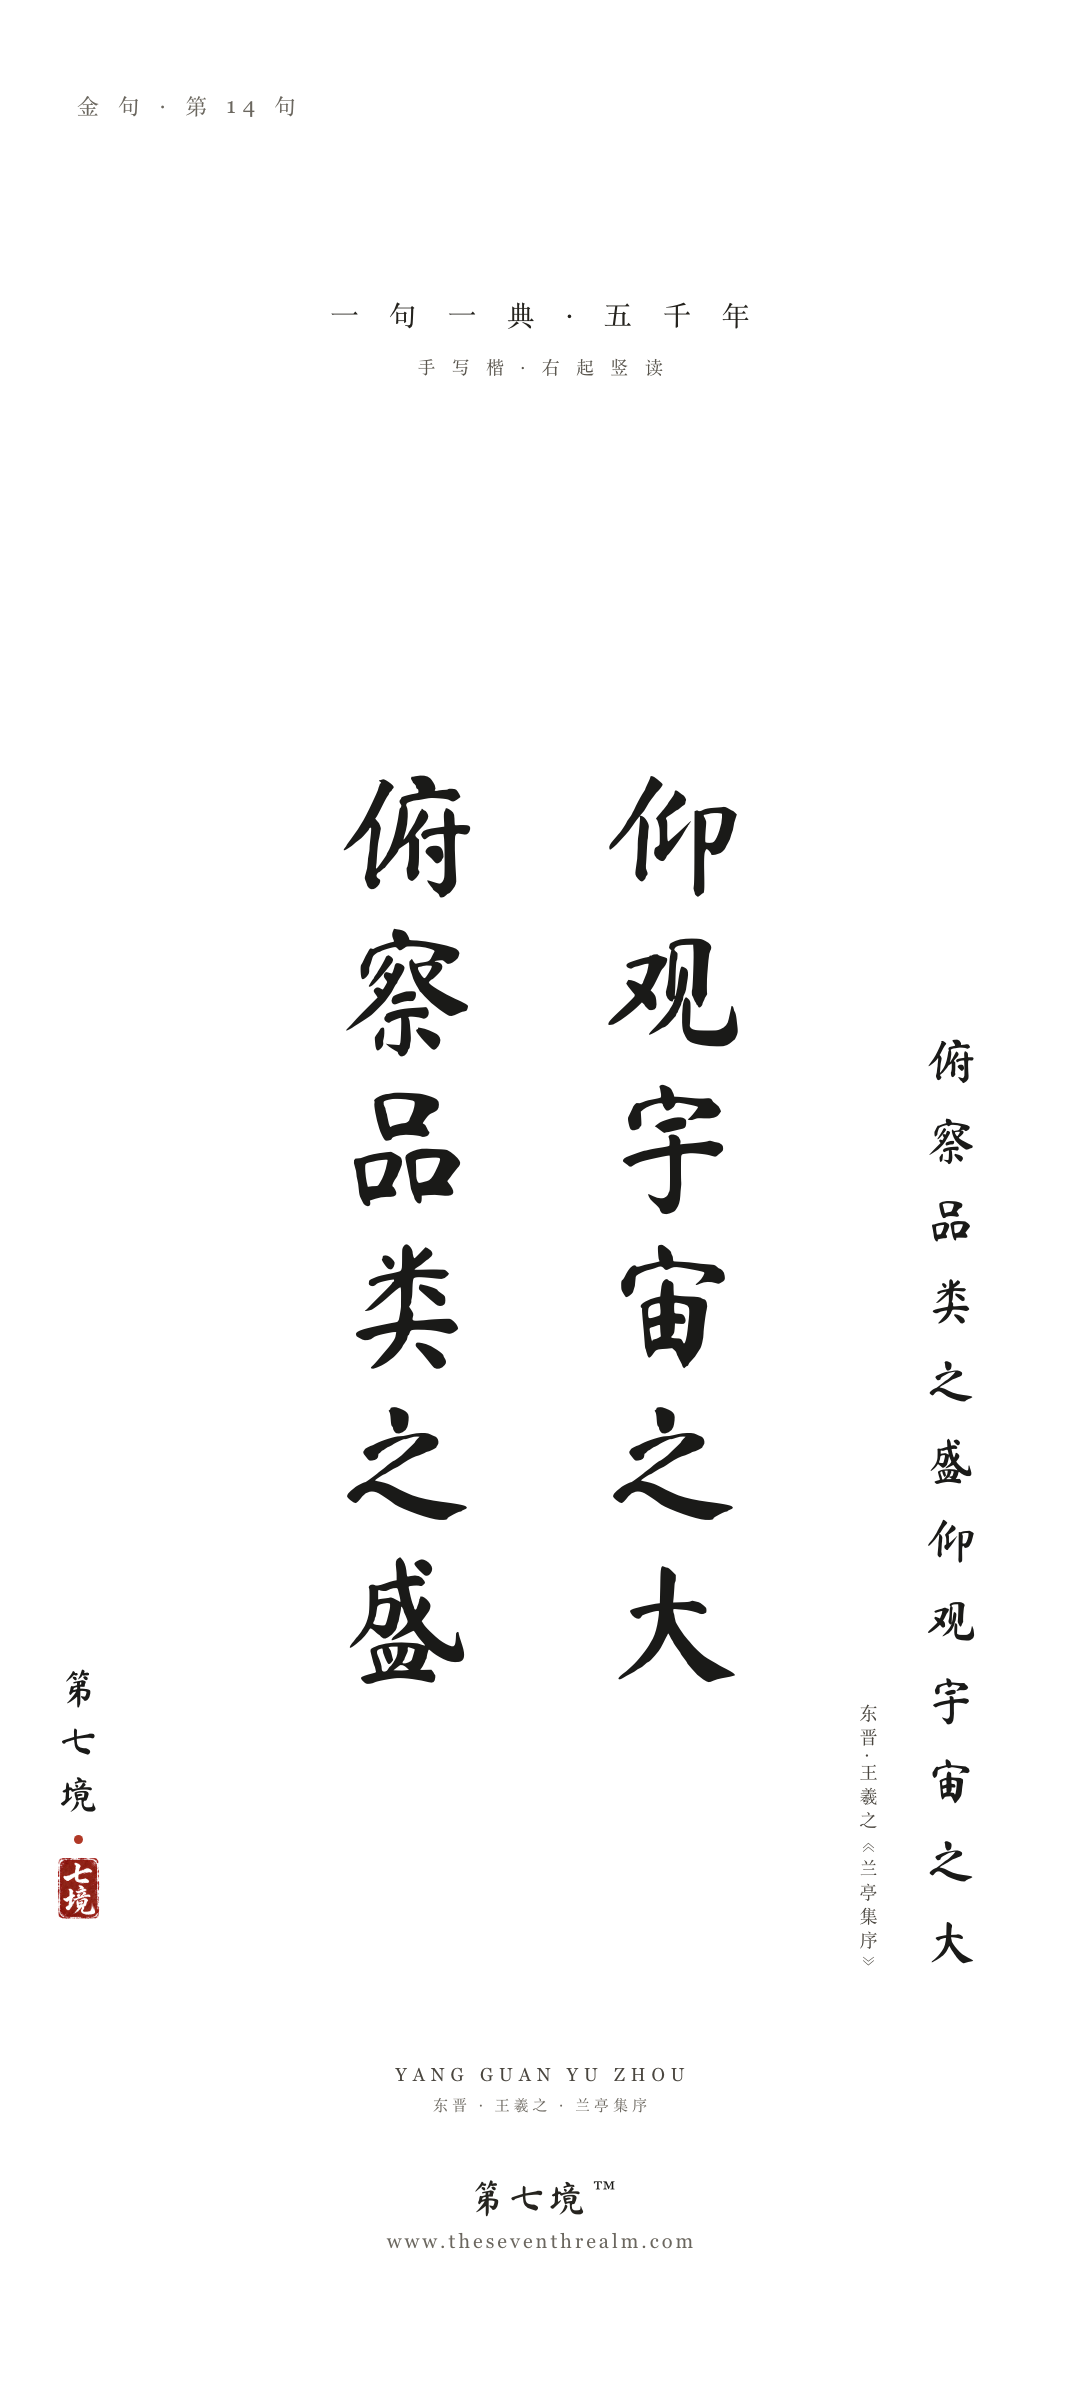 金句·第14句
一句一典·五千年
手写楷·右起竖读
仰观宇宙之大
俯察品类之盛
俯察品类之盛仰观宇宙之大
东晋·王羲之《兰亭集序》
第七境
七境
YANG GUAN YU ZHOU
东晋·王羲之·兰亭集序
第七境™
www.theseventhrealm.com